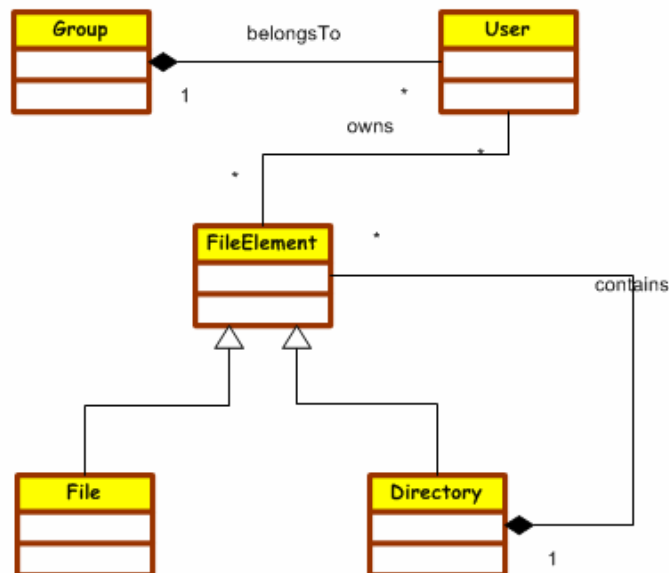 Group
belongsTo
User
1
*
owns
*
*
FileElement
*
contains
File
Directory
1